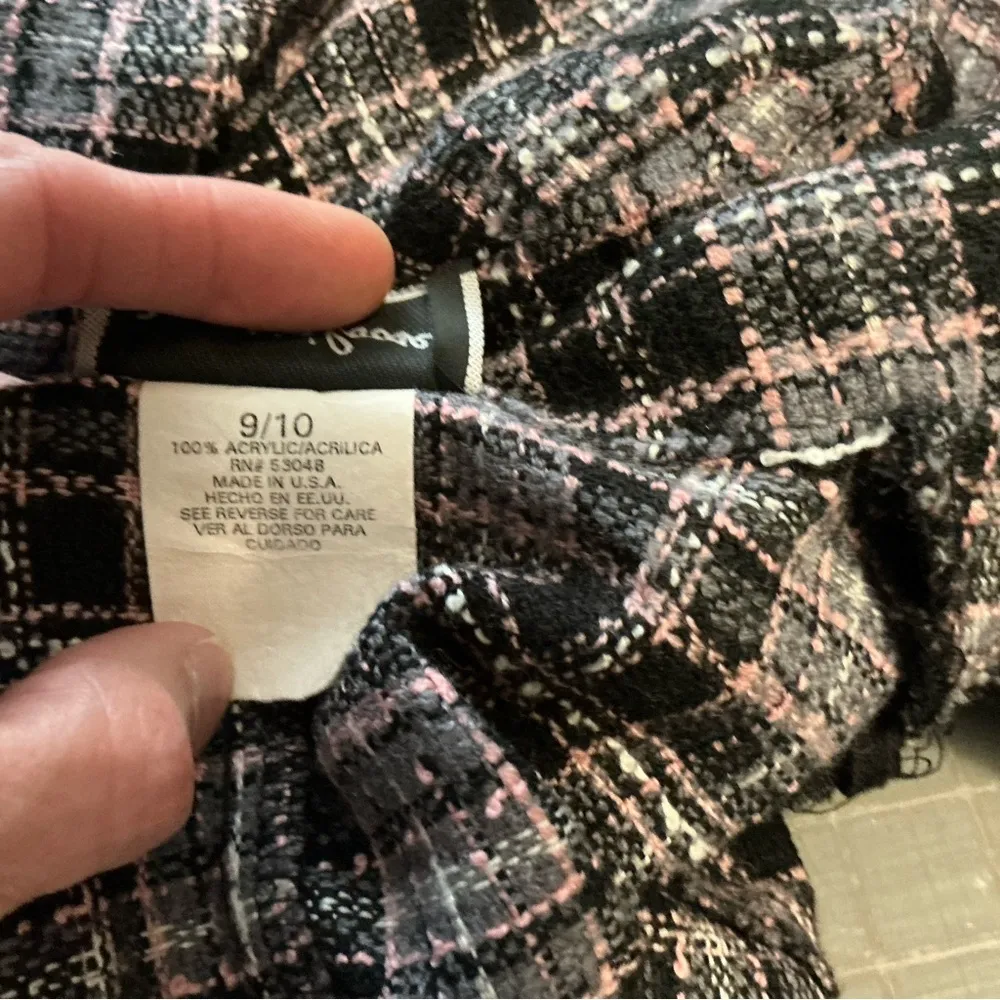 9/10
100% ACRYLIC/ACRILICA
RN# 53048
MADE IN U.S.A.
HECHO EN EE.UU.
SEE REVERSE FOR CARE
VER AL DORSO PARA
CUIDADO